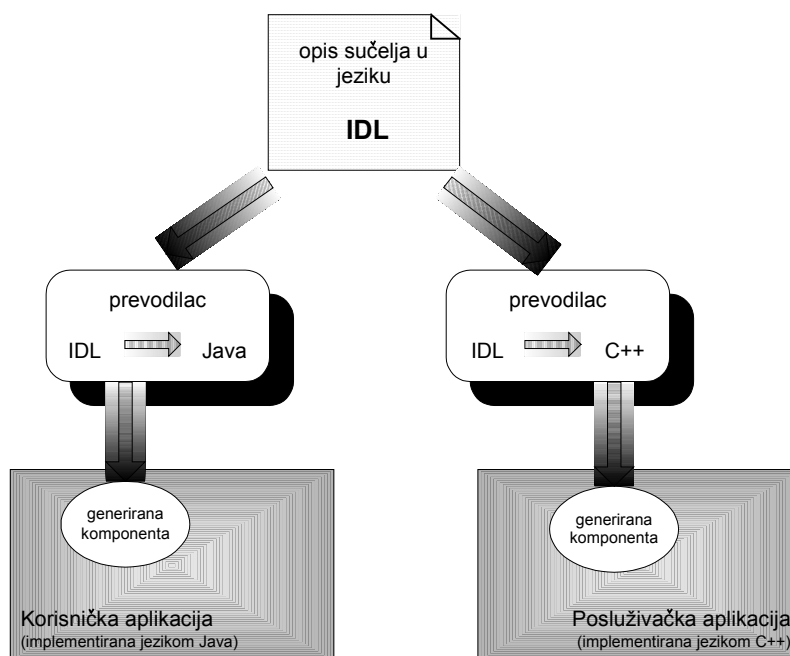 opis sučelja u
jeziku
IDL
prevodilac
IDL
Java
prevodilac
IDL
C++
generirana
komponenta
generirana
komponenta
Korisnička aplikacija
(implementirana jezikom Java)
Posluživačka aplikacija
(implementirana jezikom C++)